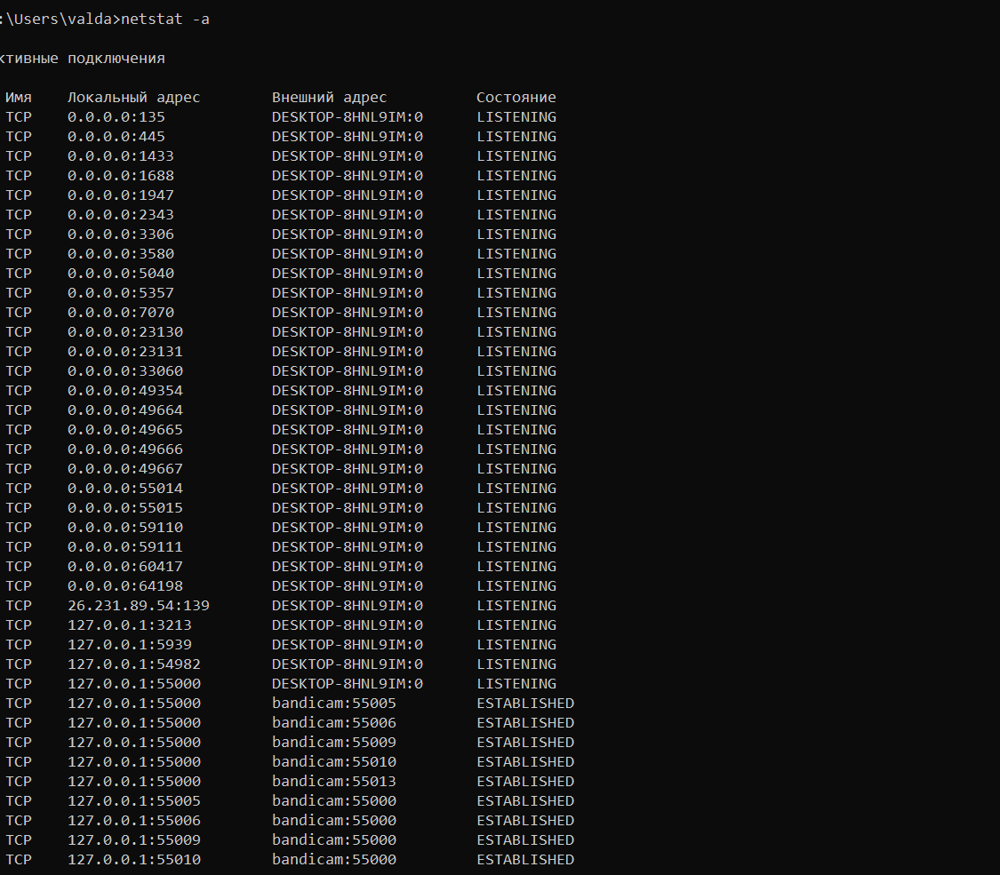 :\Users\valda>netstat -a
ктивные подключения
Имя Локальный адрес Внешний адрес Состояние
TCP 0.0.0.0:135 DESKTOP-8HNL9IM:0 LISTENING
TCP 0.0.0.0:445 DESKTOP-8HNL9IM:0 LISTENING
TCP 0.0.0.0:1433 DESKTOP-8HNL9IM:0 LISTENING
TCP 0.0.0.0:1688 DESKTOP-8HNL9IM:0 LISTENING
TCP 0.0.0.0:1947 DESKTOP-8HNL9IM:0 LISTENING
TCP 0.0.0.0:2343 DESKTOP-8HNL9IM:0 LISTENING
TCP 0.0.0.0:3306 DESKTOP-8HNL9IM:0 LISTENING
TCP 0.0.0.0:3580 DESKTOP-8HNL9IM:0 LISTENING
TCP 0.0.0.0:5040 DESKTOP-8HNL9IM:0 LISTENING
TCP 0.0.0.0:5357 DESKTOP-8HNL9IM:0 LISTENING
TCP 0.0.0.0:7070 DESKTOP-8HNL9IM:0 LISTENING
TCP 0.0.0.0:23130 DESKTOP-8HNL9IM:0 LISTENING
TCP 0.0.0.0:23131 DESKTOP-8HNL9IM:0 LISTENING
TCP 0.0.0.0:33060 DESKTOP-8HNL9IM:0 LISTENING
TCP 0.0.0.0:49354 DESKTOP-8HNL9IM:0 LISTENING
TCP 0.0.0.0:49664 DESKTOP-8HNL9IM:0 LISTENING
TCP 0.0.0.0:49665 DESKTOP-8HNL9IM:0 LISTENING
TCP 0.0.0.0:49666 DESKTOP-8HNL9IM:0 LISTENING
TCP 0.0.0.0:49667 DESKTOP-8HNL9IM:0 LISTENING
TCP 0.0.0.0:55014 DESKTOP-8HNL9IM:0 LISTENING
TCP 0.0.0.0:55015 DESKTOP-8HNL9IM:0 LISTENING
TCP 0.0.0.0:59110 DESKTOP-8HNL9IM:0 LISTENING
TCP 0.0.0.0:59111 DESKTOP-8HNL9IM:0 LISTENING
TCP 0.0.0.0:60417 DESKTOP-8HNL9IM:0 LISTENING
TCP 0.0.0.0:64198 DESKTOP-8HNL9IM:0 LISTENING
TCP 26.231.89.54:139 DESKTOP-8HNL9IM:0 LISTENING
TCP 127.0.0.1:3213 DESKTOP-8HNL9IM:0 LISTENING
TCP 127.0.0.1:5939 DESKTOP-8HNL9IM:0 LISTENING
TCP 127.0.0.1:54982 DESKTOP-8HNL9IM:0 LISTENING
TCP 127.0.0.1:55000 DESKTOP-8HNL9IM:0 LISTENING
TCP 127.0.0.1:55000 bandicam:55005 ESTABLISHED
TCP 127.0.0.1:55000 bandicam:55006 ESTABLISHED
TCP 127.0.0.1:55000 bandicam:55009 ESTABLISHED
TCP 127.0.0.1:55000 bandicam:55010 ESTABLISHED
TCP 127.0.0.1:55000 bandicam:55013 ESTABLISHED
TCP 127.0.0.1:55005 bandicam:55000 ESTABLISHED
TCP 127.0.0.1:55006 bandicam:55000 ESTABLISHED
TCP 127.0.0.1:55009 bandicam:55000 ESTABLISHED
TCP 127.0.0.1:55010 bandicam:55000 ESTABLISHED